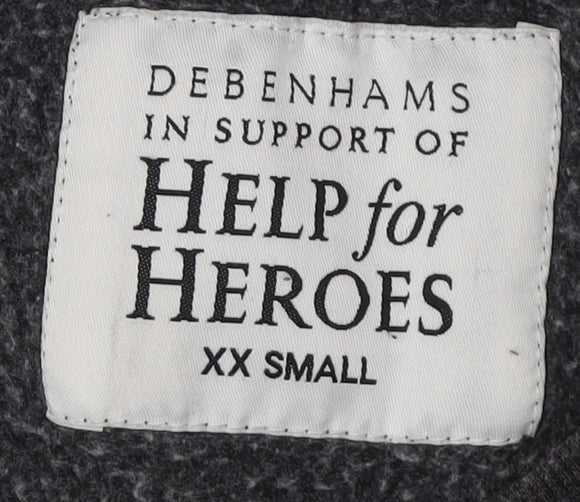 DEBENHAMS
IN SUPPORT OF
HELP for
HEROES
XX SMALL